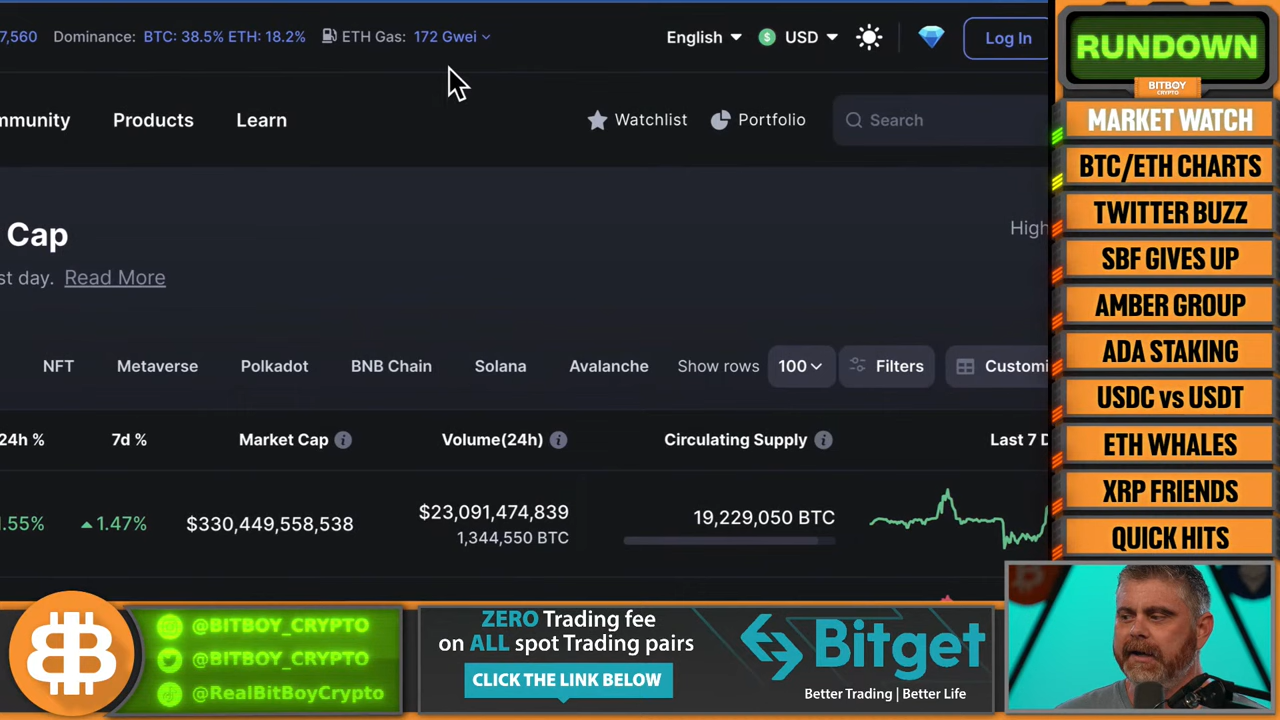 7,560 Dominance: BTC: 38.5% ETH: 18.2% ETH Gas: 172 Gwei English USD Log In
mmunity Products Learn Watchlist Portfolio Search
Cap
High
st day. Read More
NFT Metaverse Polkadot BNB Chain Solana Avalanche Show rows 100 Filters Customi
24h % 7d % Market Cap Volume(24h) Circulating Supply Last 7 D
.55% 1.47% $330,449,558,538 $23,091,474,839 19,229,050 BTC
1,344,550 BTC
RUNDOWN
BITBOY
CRYPTO
MARKET WATCH
BTC/ETH CHARTS
TWITTER BUZZ
SBF GIVES UP
AMBER GROUP
ADA STAKING
USDC vs USDT
ETH WHALES
XRP FRIENDS
QUICK HITS
@BITBOY_CRYPTO
@BITBOY_CRYPTO
@RealBitBoyCrypto
ZERO Trading fee
on ALL spot Trading pairs
CLICK THE LINK BELOW
Bitget
Better Trading | Better Life